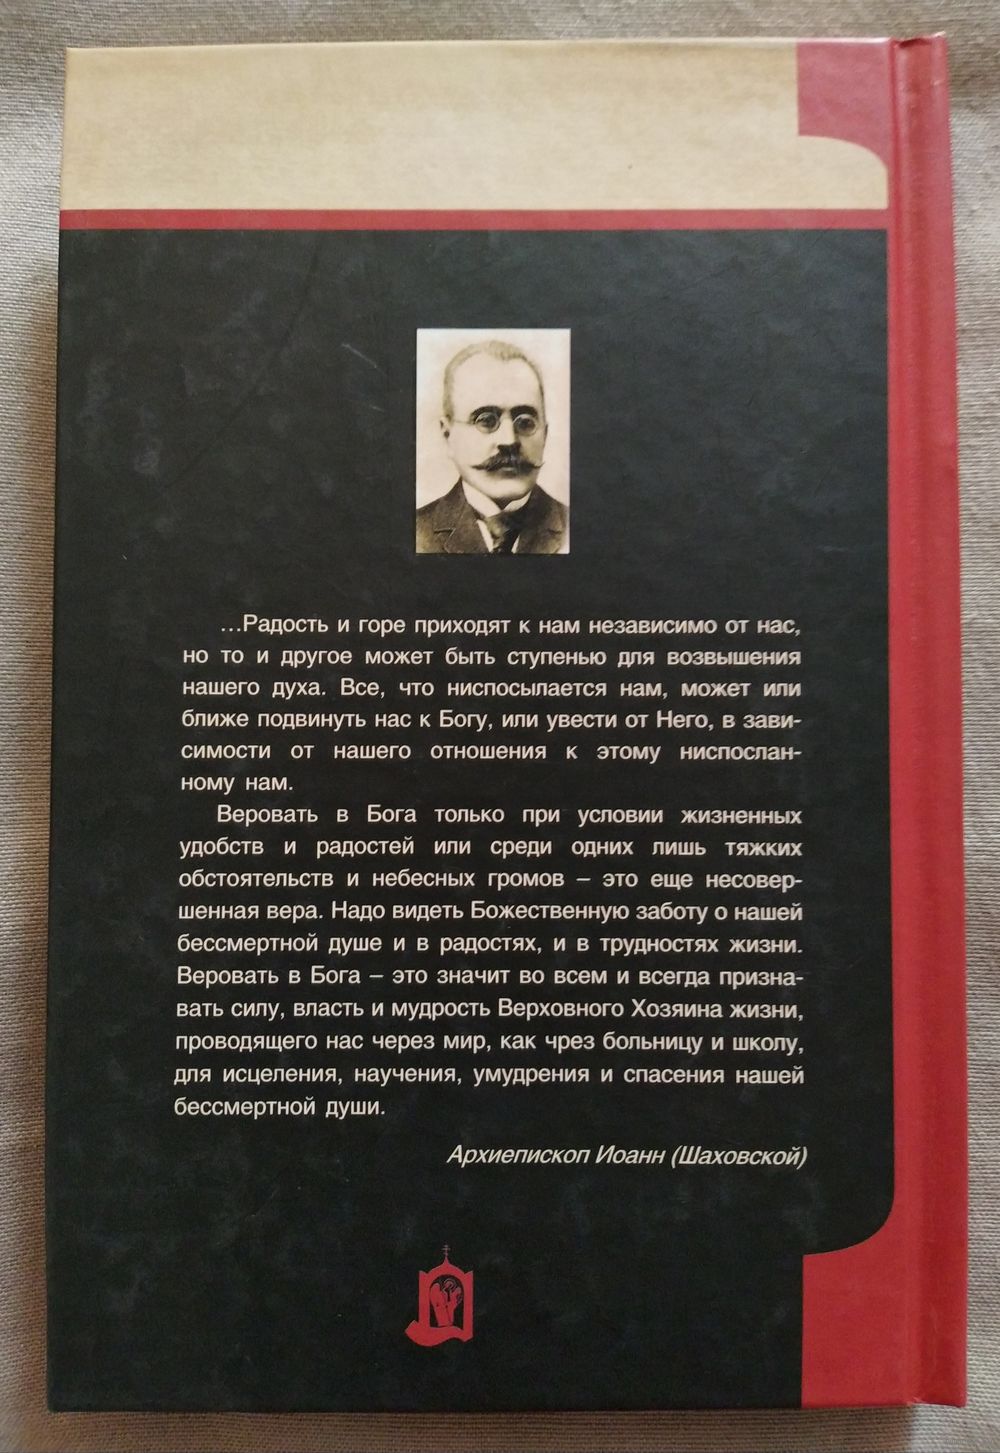 ...Радость и горе приходят к нам независимо от нас,
но то и другое может быть ступенью для возвышения
нашего духа. Все, что ниспосылается нам, может или
ближе подвинуть нас к Богу, или увести от Него, в зави-
симости от нашего отношения к этому ниспослан-
ному нам.
Веровать в Бога только при условии жизненных
удобств и радостей или среди одних лишь тяжких
обстоятельств и небесных громов – это еще несовер-
шенная вера. Надо видеть Божественную заботу о нашей
бессмертной душе и в радостях, и в трудностях жизни.
Веровать в Бога – это значит во всем и всегда призна-
вать силу, власть и мудрость Верховного Хозяина жизни,
проводящего нас через мир, как чрез больницу и школу,
для исцеления, научения, умудрения и спасения нашей
бессмертной души.
Архиепископ Иоанн (Шаховской)